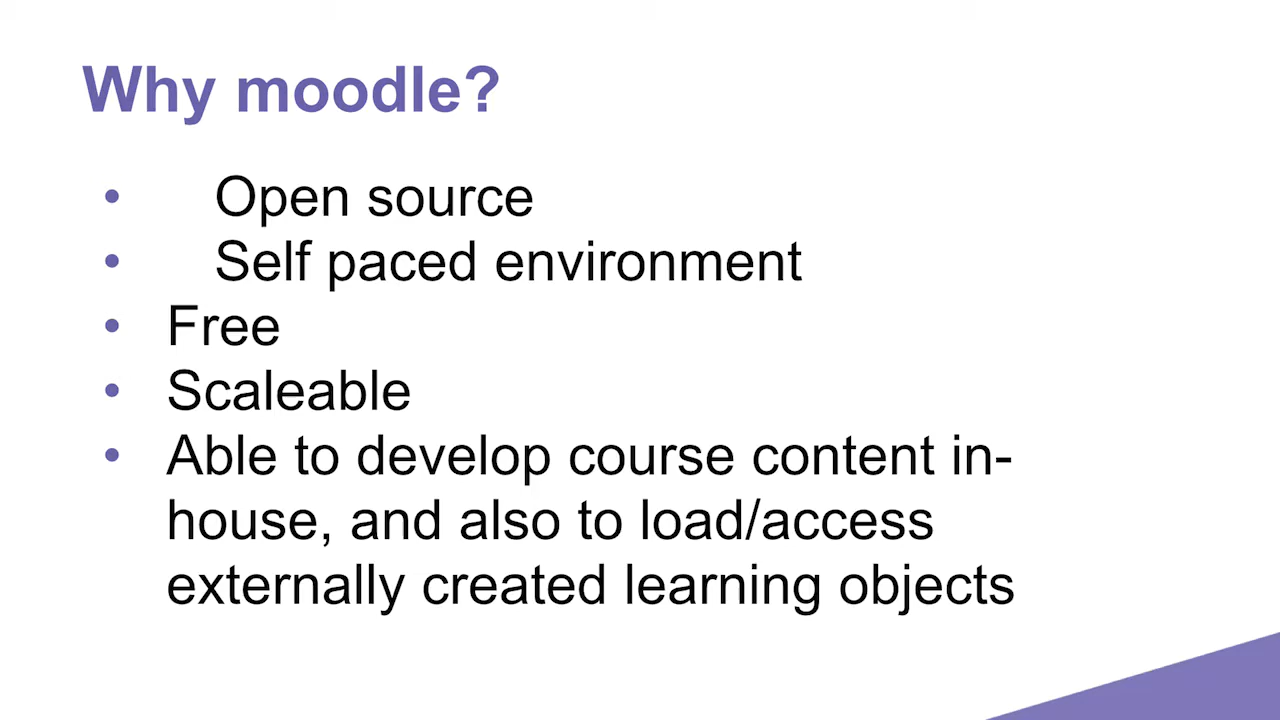 Why moodle?
• Open source
• Self paced environment
• Free
• Scaleable
• Able to develop course content in-
house, and also to load/access
externally created learning objects